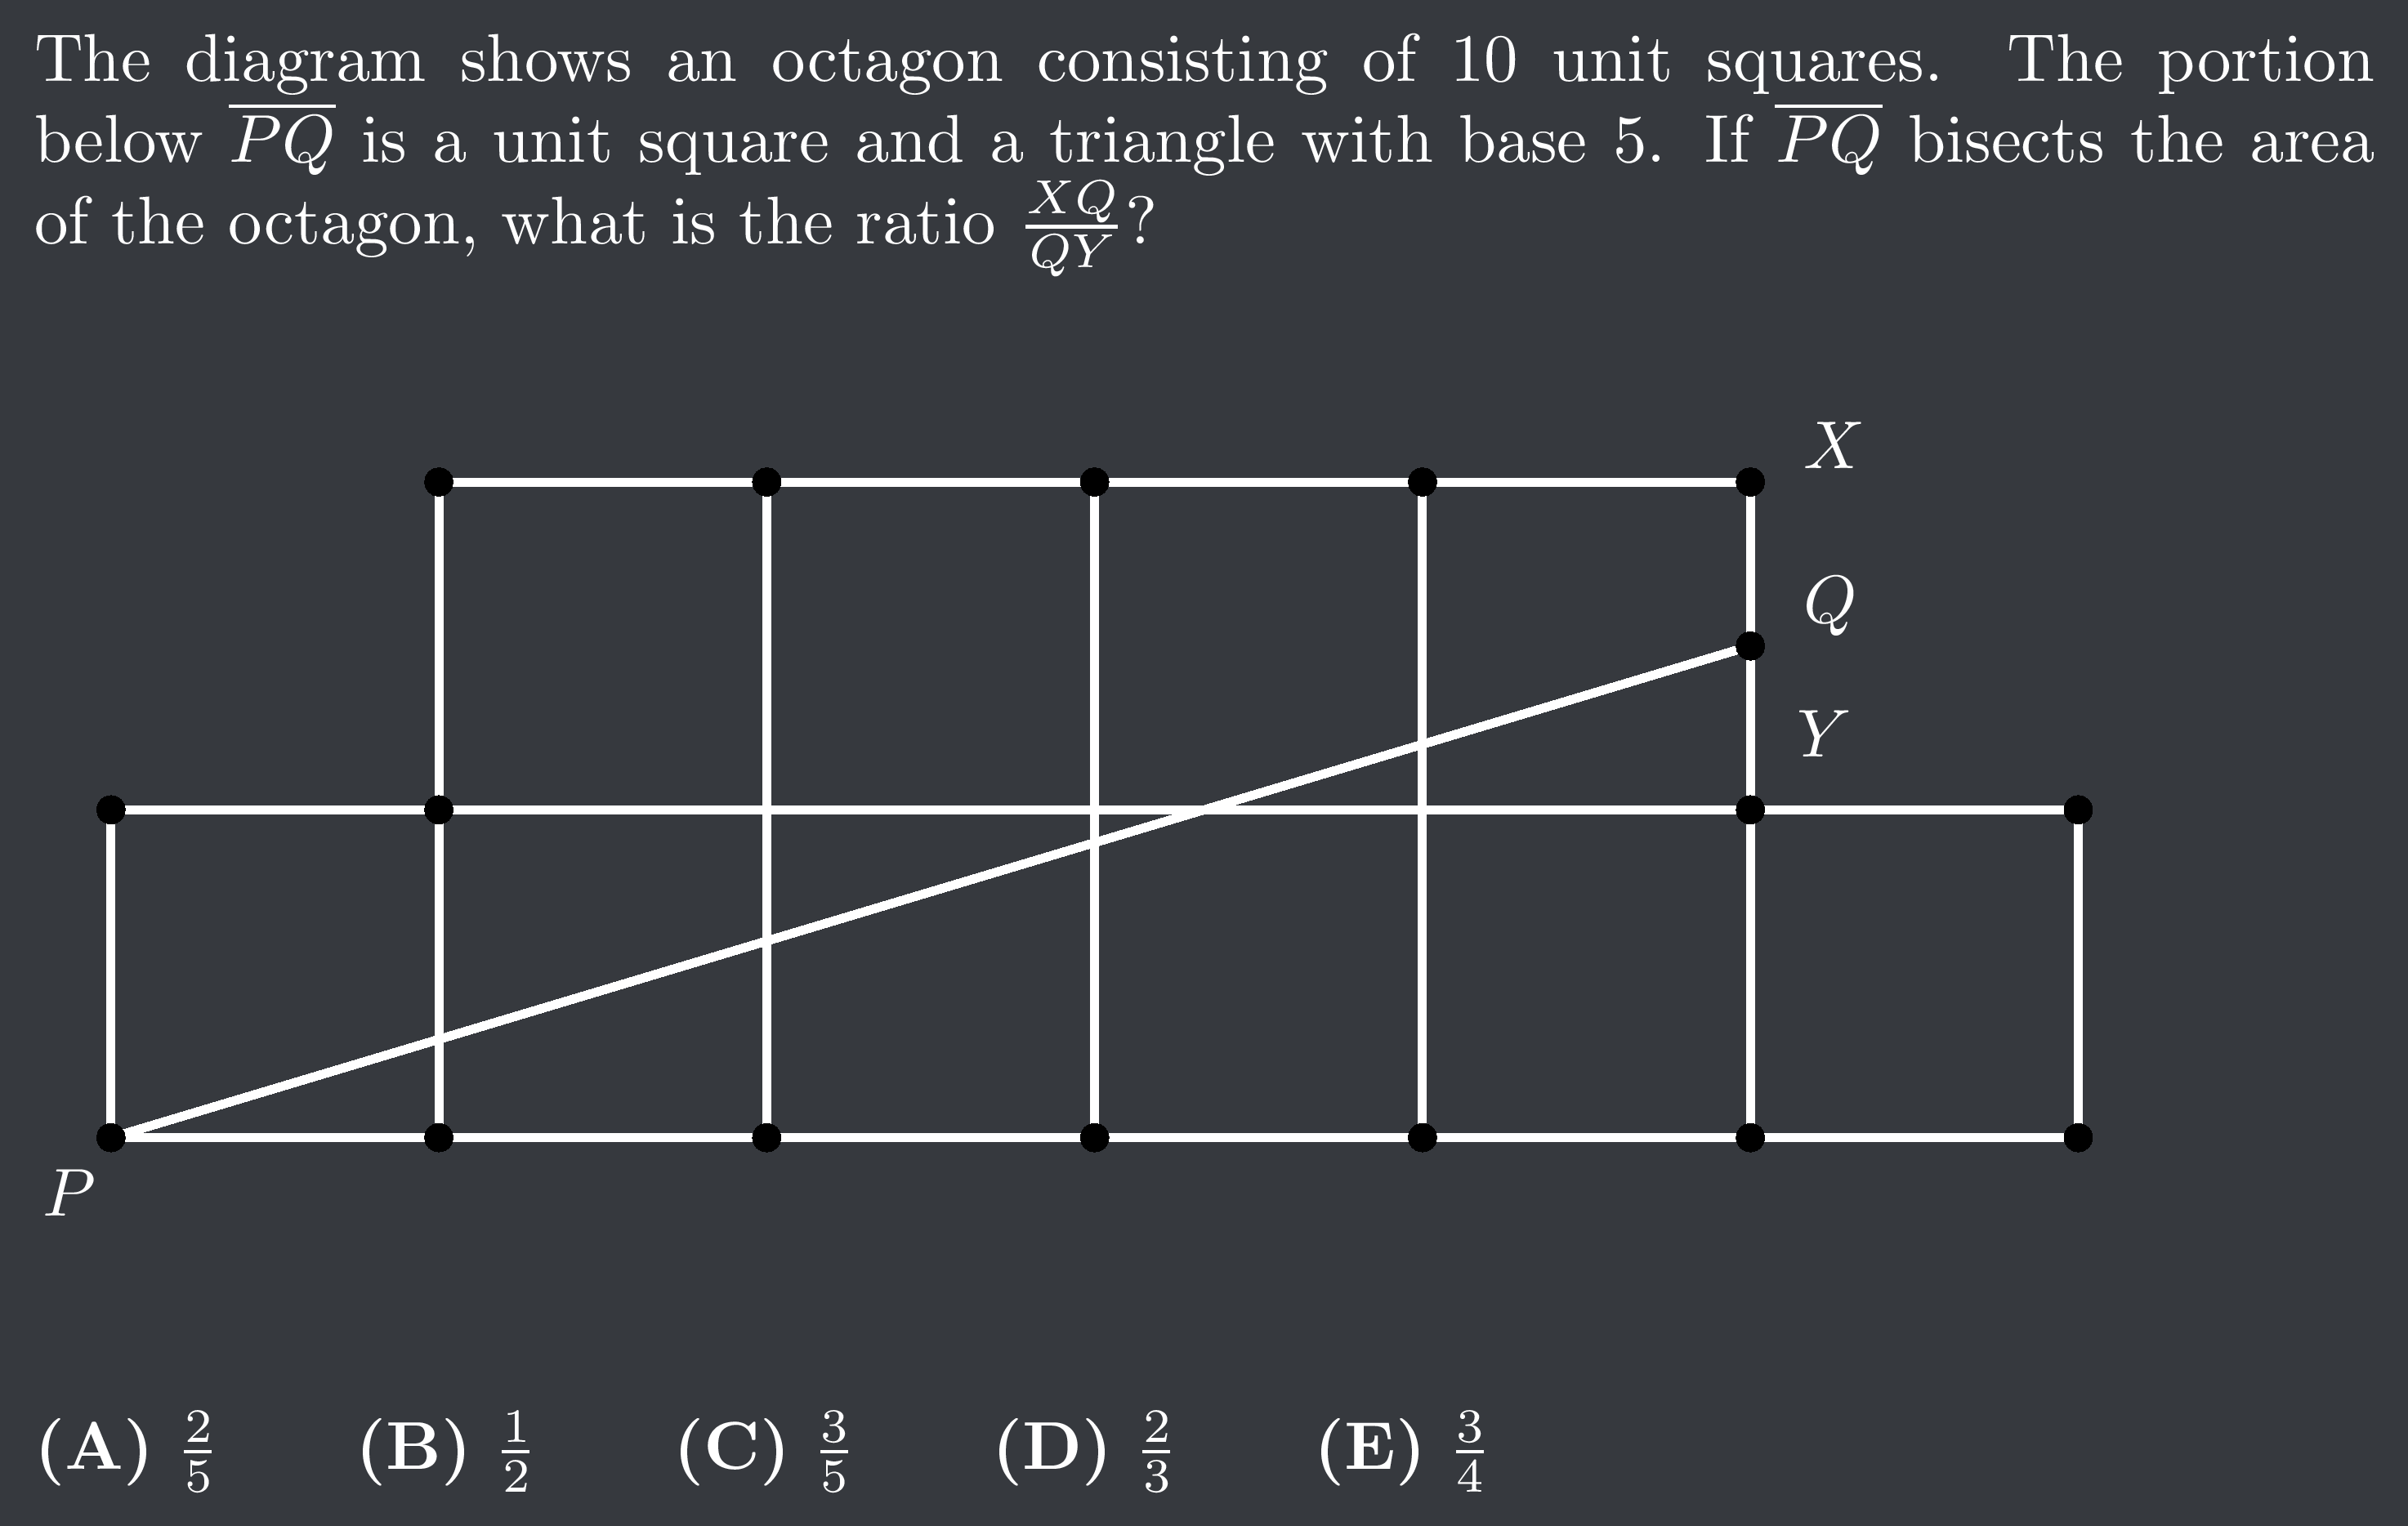 The diagram shows an octagon consisting of 10 unit squares. The portion
below $\overline{PQ}$ is a unit square and a triangle with base 5. If $\overline{PQ}$ bisects the area
of the octagon, what is the ratio $\frac{XQ}{QY}$?
X
Q
Y
P
(A) $\frac{2}{5}$ (B) $\frac{1}{2}$ (C) $\frac{3}{5}$ (D) $\frac{2}{3}$ (E) $\frac{3}{4}$